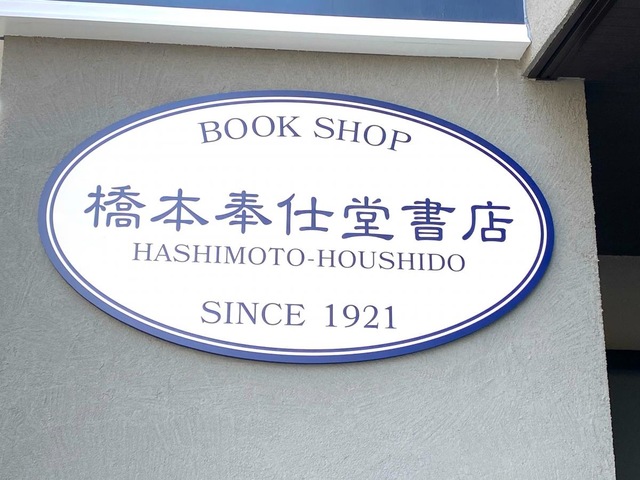 BOOK SHOP
橋本奉仕堂書店
HASHIMOTO-HOUSHIDO
SINCE 1921